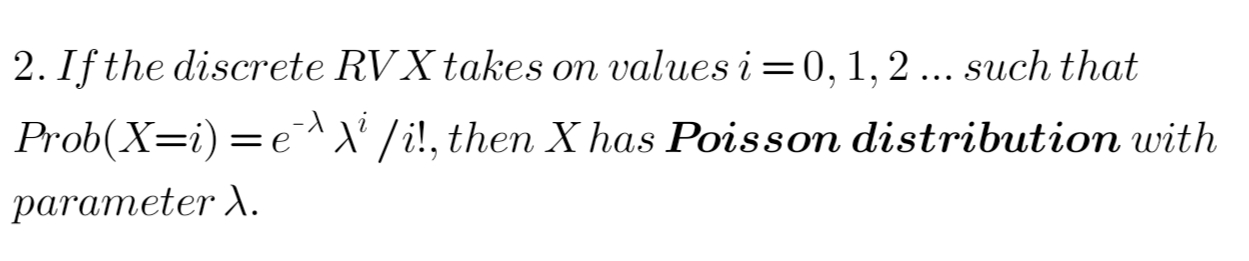 2. If the discrete RV X takes on values i = 0, 1, 2 ... such that
Prob(X=i) = e^{-λ} λ^i /i!, then X has Poisson distribution with
parameter λ.